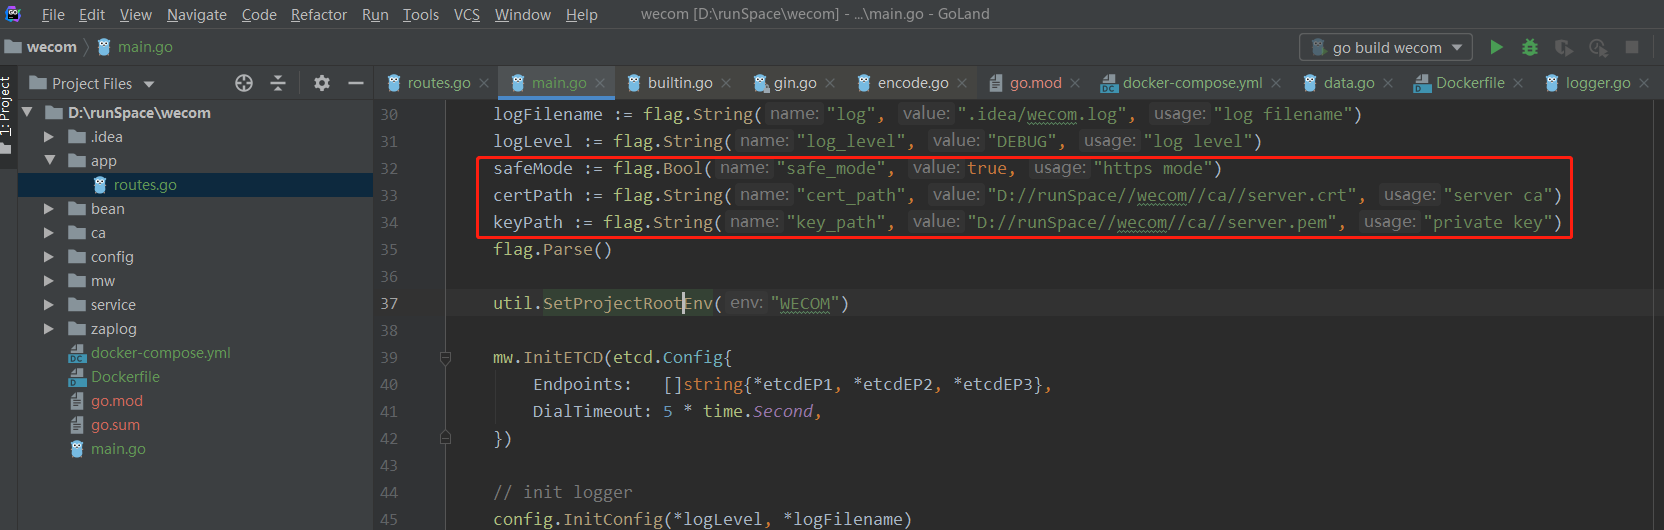 File Edit View Navigate Code Refactor Run Tools VCS Window Help wecom [D:\runSpace\wecom] - ...\main.go - GoLand
wecom main.go go build wecom
1: Project
Project Files
routes.go main.go builtin.go gin.go encode.go go.mod docker-compose.yml data.go Dockerfile logger.go
D:\runSpace\wecom
.idea
app
routes.go
bean
ca
config
mw
service
zaplog
docker-compose.yml
Dockerfile
go.mod
go.sum
main.go
30 logFilename := flag.String( name: "log", value: ".idea/wecom.log", usage: "log filename")
31 logLevel := flag.String( name: "log_level", value: "DEBUG", usage: "log level")
32 safeMode := flag.Bool( name: "safe_mode", value: true, usage: "https mode")
33 certPath := flag.String( name: "cert_path", value: "D://runSpace//wecom//ca//server.crt", usage: "server ca")
34 keyPath := flag.String( name: "key_path", value: "D://runSpace//wecom//ca//server.pem", usage: "private key")
35 flag.Parse()
36
37 util.SetProjectRootEnv( env: "WECOM")
38
39 mw.InitETCD(etcd.Config{
40 Endpoints: []string{*etcdEP1, *etcdEP2, *etcdEP3},
41 DialTimeout: 5 * time.Second,
42 })
43
44 // init logger
45 config.InitConfig(*logLevel, *logFilename)